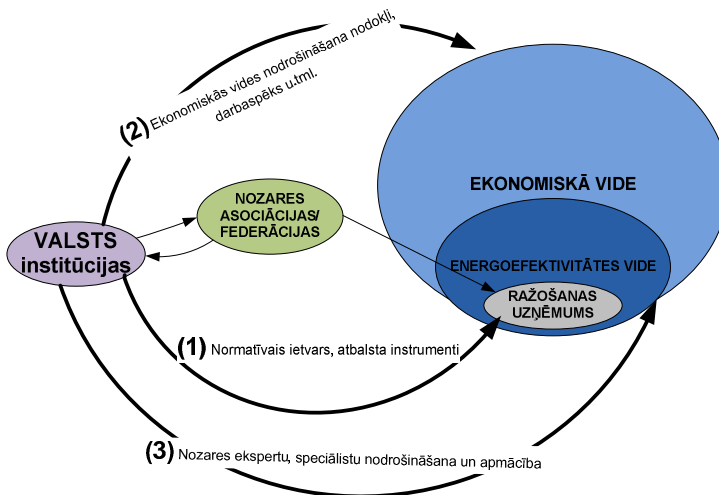 (2) Ekonomiskās vides nodrošināšana nodokļi,
darbaspēks u.tml.
EKONOMISKĀ VIDE
NOZARES
ASOCIĀCIJAS/
FEDERĀCIJAS
VALSTS
institūcijas
ENERGOEFEKTIVITĀTES VIDE
RAŽOŠANAS
UZŅĒMUMS
(1) Normatīvais ietvars, atbalsta instrumenti
(3) Nozares ekspertu, speciālistu nodrošināšana un apmācība